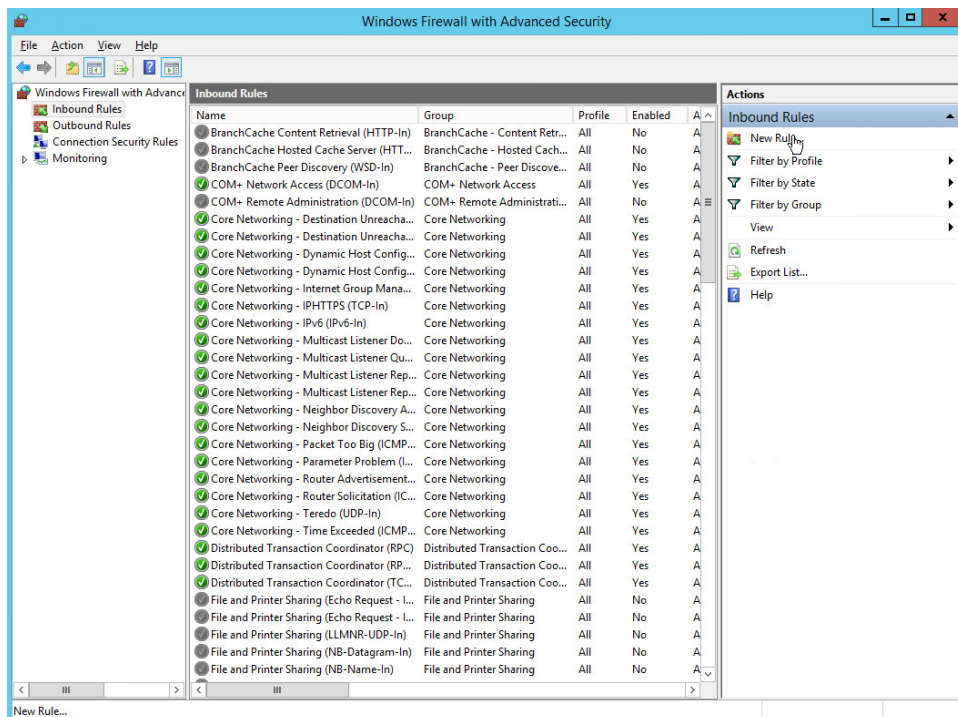 Windows Firewall with Advanced Security
File Action View Help
Windows Firewall with Advance
Inbound Rules
Outbound Rules
Connection Security Rules
Monitoring
Inbound Rules
Name Group Profile Enabled A
BranchCache Content Retrieval (HTTP-In) BranchCache - Content Retr... All No A
BranchCache Hosted Cache Server (HTT... BranchCache - Hosted Cach... All No A
BranchCache Peer Discovery (WSD-In) BranchCache - Peer Discove... All No A
COM+ Network Access (DCOM-In) COM+ Network Access All Yes A
COM+ Remote Administration (DCOM-In) COM+ Remote Administrati... All No A
Core Networking - Destination Unreacha... Core Networking All Yes A
Core Networking - Destination Unreacha... Core Networking All Yes A
Core Networking - Dynamic Host Config... Core Networking All Yes A
Core Networking - Dynamic Host Config... Core Networking All Yes A
Core Networking - Internet Group Mana... Core Networking All Yes A
Core Networking - IPHTTPS (TCP-In) Core Networking All Yes A
Core Networking - IPv6 (IPv6-In) Core Networking All Yes A
Core Networking - Multicast Listener Do... Core Networking All Yes A
Core Networking - Multicast Listener Qu... Core Networking All Yes A
Core Networking - Multicast Listener Rep... Core Networking All Yes A
Core Networking - Multicast Listener Rep... Core Networking All Yes A
Core Networking - Neighbor Discovery A... Core Networking All Yes A
Core Networking - Neighbor Discovery S... Core Networking All Yes A
Core Networking - Packet Too Big (ICMP... Core Networking All Yes A
Core Networking - Parameter Problem (I... Core Networking All Yes A
Core Networking - Router Advertisement... Core Networking All Yes A
Core Networking - Router Solicitation (IC... Core Networking All Yes A
Core Networking - Teredo (UDP-In) Core Networking All Yes A
Core Networking - Time Exceeded (ICMP... Core Networking All Yes A
Distributed Transaction Coordinator (RPC) Distributed Transaction Coo... All Yes A
Distributed Transaction Coordinator (RP... Distributed Transaction Coo... All Yes A
Distributed Transaction Coordinator (TC... Distributed Transaction Coo... All Yes A
File and Printer Sharing (Echo Request - I... File and Printer Sharing All No A
File and Printer Sharing (Echo Request - I... File and Printer Sharing All No A
File and Printer Sharing (LLMNR-UDP-In) File and Printer Sharing All No A
File and Printer Sharing (NB-Datagram-In) File and Printer Sharing All No A
File and Printer Sharing (NB-Name-In) File and Printer Sharing All No A
Actions
Inbound Rules
New Rule...
Filter by Profile
Filter by State
Filter by Group
View
Refresh
Export List...
Help
New Rule...